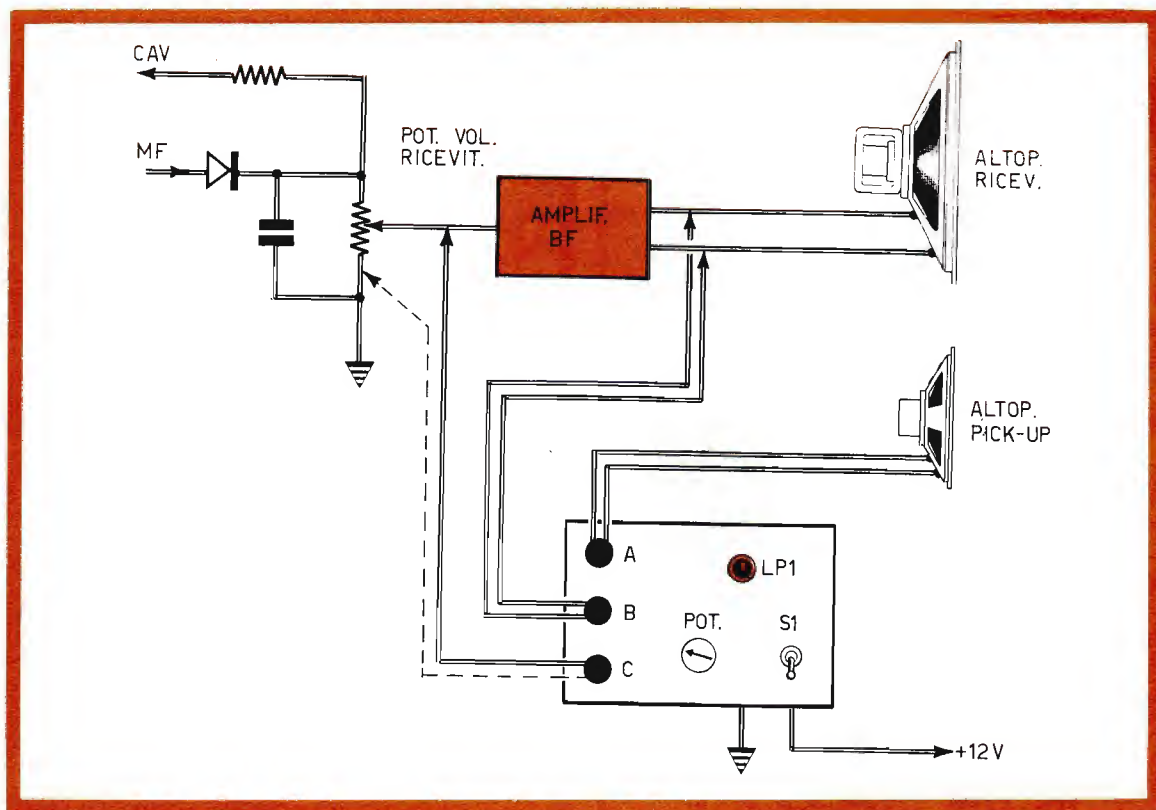 CAV
MF
POT. VOL.
RICEVIT.
AMPLIF.
BF
ALTOP.
RICEV.
ALTOP.
PICK-UP
A
LP1
B
POT.
S1
C
+12V